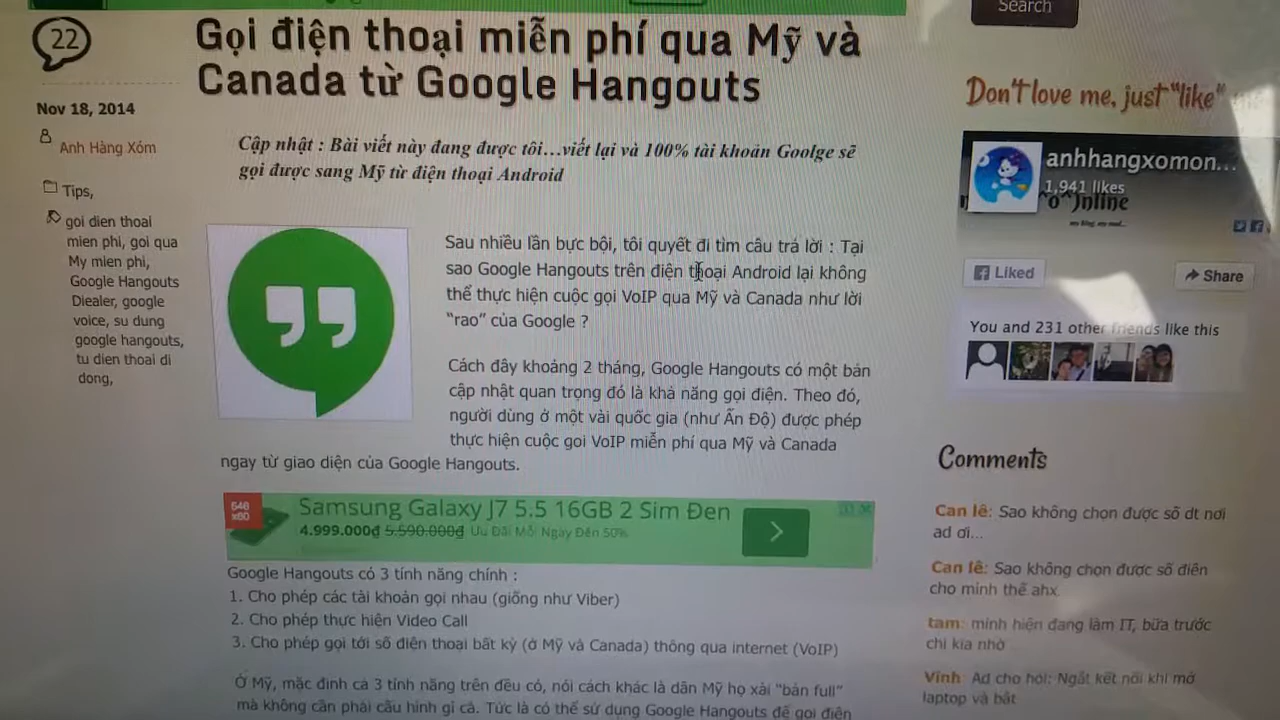 22
Gọi điện thoại miễn phí qua Mỹ và
Canada từ Google Hangouts
Nov 18, 2014
Anh Hàng Xóm
Tips,
goi dien thoai
mien phi, goi qua
My mien phi,
Google Hangouts
Diealer, google
voice, su dung
google hangouts,
tu dien thoai di
dong,
Cập nhật : Bài viết này đang được tôi...viết lại và 100% tài khoản Goolge sẽ
gọi được sang Mỹ từ điện thoại Android
Sau nhiều lần bực bội, tôi quyết đi tìm câu trả lời : Tại
sao Google Hangouts trên điện thoại Android lại không
thể thực hiện cuộc gọi VoIP qua Mỹ và Canada như lời
“rao” của Google ?
Cách đây khoảng 2 tháng, Google Hangouts có một bản
cập nhật quan trọng đó là khả năng gọi điện. Theo đó,
người dùng ở một vài quốc gia (như Ấn Độ) được phép
thực hiện cuộc goi VoIP miễn phí qua Mỹ và Canada
ngay từ giao diện của Google Hangouts.
546
x60
Samsung Galaxy J7 5.5 16GB 2 Sim Đen
4.999.000₫ 5.590.000₫ Ưu Đãi Mỗi Ngày Đến 50%
Google Hangouts có 3 tính năng chính :
1. Cho phép các tài khoản gọi nhau (giống như Viber)
2. Cho phép thực hiện Video Call
3. Cho phép gọi tới số điện thoại bất kỳ (ở Mỹ và Canada) thông qua internet (VoIP)
Ở Mỹ, mặc định cả 3 tính năng trên đều có, nói cách khác là dân Mỹ họ xài “bản full”
mà không cần phải cấu hình gì cả. Tức là có thể sử dụng Google Hangouts để gọi điện
Search
Don't love me, just “like”
anhhangxomon...
1,941 likes
Liked
Share
You and 231 other friends like this
Comments
Can lê: Sao không chọn được số dt nơi
ad ơi...
Can lê: Sao không chọn được số điên
cho mình thế ahx.
tam: mình hiện đang làm IT, bữa trước
chị kia nhờ
Vinh: Ad cho hỏi: Ngắt kết nối khi mở
laptop và bắt